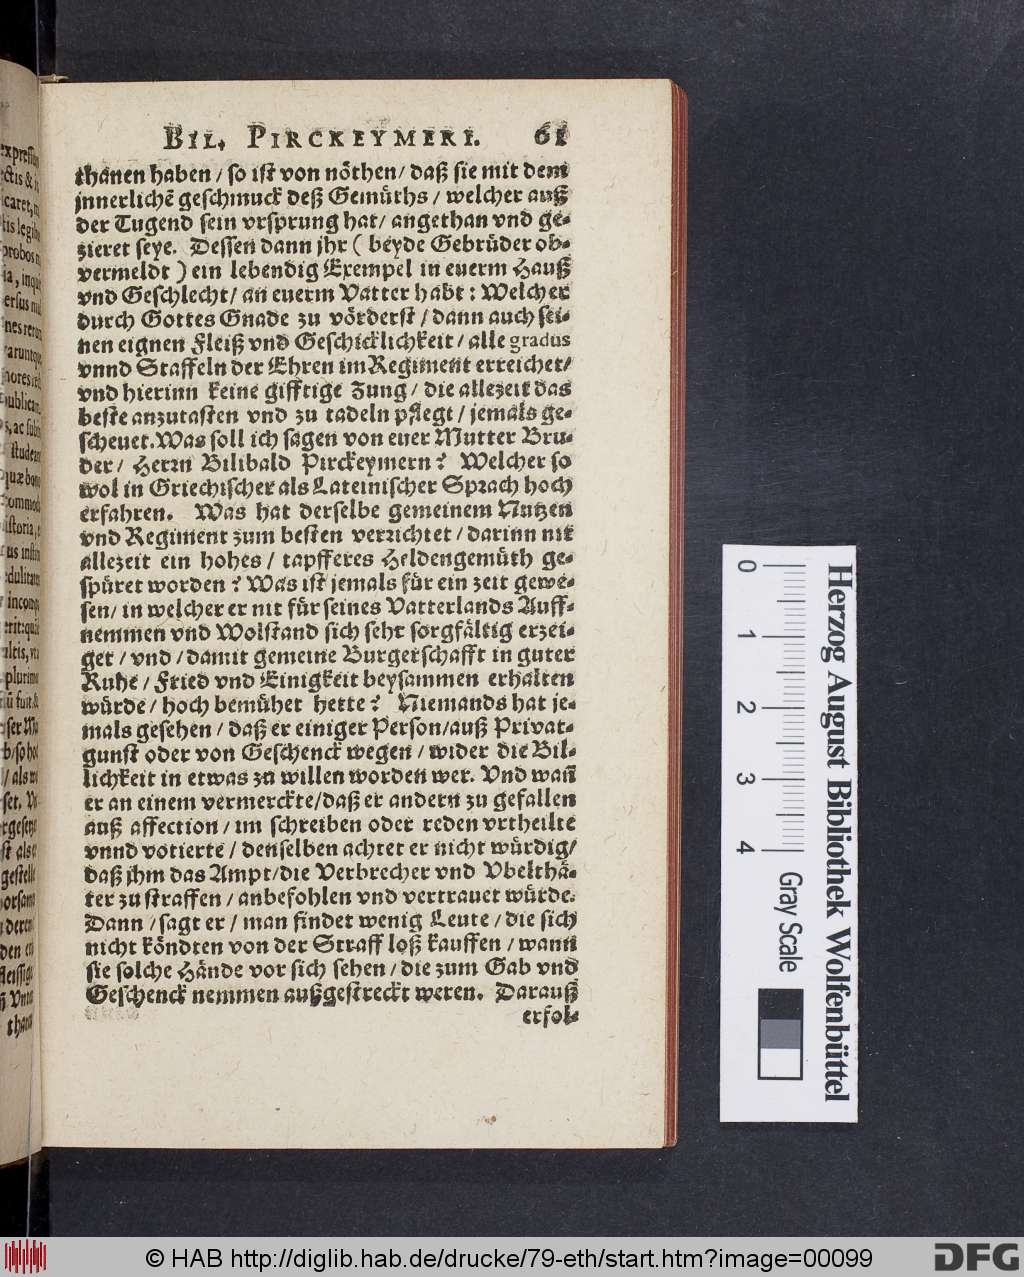 BIL. PIRCKEYMERI. 61
thanen haben / so ist von nöthen / daß sie mit dem
jnnerlichē geschmuck deß Gemüths / welcher auß
der Tugend sein vrsprung hat / angethan vnd ge-
zieret seye. Dessen dann jhr ( beyde Gebrüder ob-
vermeldt ) ein lebendig Exempel in euerm Hauß
vnd Geschlecht / an euerm Vatter habt : Welcher
durch Gottes Gnade zu vörderst / dann auch sei-
nen eignen Fleiß vnd Geschicklichkeit / alle gradus
vnnd Staffeln der Ehren im Regiment erreichet /
vnd hierinn keine gifftige Zung / die allezeit das
beste anzutasten vnd zu tadeln pflegt / jemals ge-
scheuet. Was soll ich sagen von euer Mutter Bru-
der / Herrn Bilibald Pirckeymern ? Welcher so
wol in Griechischer als Lateinischer Sprach hoch
erfahren. Was hat derselbe gemeinem Nutzen
vnd Regiment zum besten verrichtet / darinn nit
allezeit ein hohes / tapfferes Heldengemüth ge-
spüret worden ? Was ist jemals für ein zeit gewe-
sen / in welcher er nit für seines Vatterlands Auff-
nemmen vnd Wolstand sich sehr sorgfältig erzei-
get / vnd / damit gemeine Burgerschafft in guter
Ruhe / Fried vnd Einigkeit beysammen erhalten
würde / hoch bemühet hette ? Niemands hat je-
mals gesehen / daß er einiger Person / auß Privat-
gunst oder von Geschenck wegen / wider die Bil-
lichkeit in etwas zu willen worden wer. Vnd wañ
er an einem vermerckte / daß er andern zu gefallen
auß affection / im schreiben oder reden vrtheilte
vnnd votierte / denselben achtet er nicht würdig /
daß jhm das Ampt / die Verbrecher vnd Vbelthä-
ter zu straffen / anbefohlen vnd vertrauet würde.
Dann / sagt er / man findet wenig Leute / die sich
nicht köndten von der Straff loß kauffen / wann
sie solche Hände vor sich sehen / die zum Gab vnd
Geschenck nemmen außgestreckt weren. Darauß
erfol-
0 1 2 3 4
Gray Scale
Herzog August Bibliothek Wolfenbüttel
© HAB http://diglib.hab.de/drucke/79-eth/start.htm?image=00099
DFG